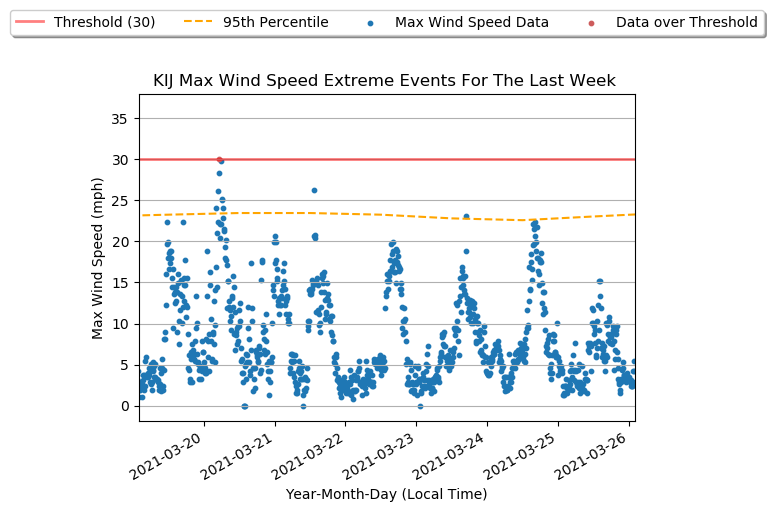 Threshold (30) 95th Percentile Max Wind Speed Data Data over Threshold
KIJ Max Wind Speed Extreme Events For The Last Week
35
30
25
20
15
10
5
0
Max Wind Speed (mph)
2021-03-20 2021-03-21 2021-03-22 2021-03-23 2021-03-24 2021-03-25 2021-03-26
Year-Month-Day (Local Time)